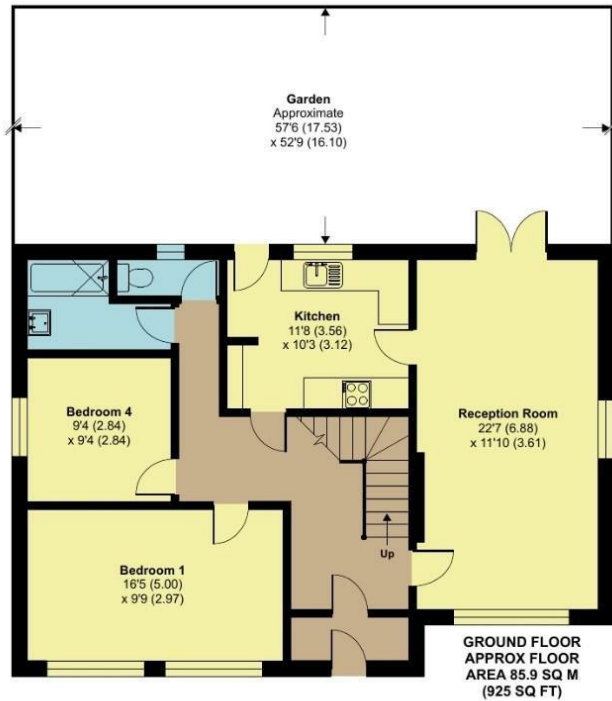 Garden
Approximate
57'6 (17.53)
x 52'9 (16.10)
Kitchen
11'8 (3.56)
x 10'3 (3.12)
Bedroom 4
9'4 (2.84)
x 9'4 (2.84)
Reception Room
22'7 (6.88)
x 11'10 (3.61)
Up
Bedroom 1
16'5 (5.00)
x 9'9 (2.97)
GROUND FLOOR
APPROX FLOOR
AREA 85.9 SQ M
(925 SQ FT)